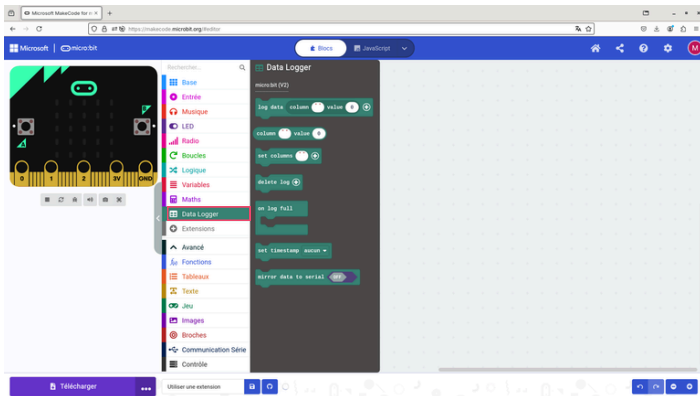 Microsoft MakeCode for mi
https://makecode.microbit.org/#editor
Microsoft
micro:bit
Blocs
JavaScript
M
0 1 2 3V GND
Rechercher...
Base
Entrée
Musique
LED
Radio
Boucles
Logique
Variables
Maths
Data Logger
Extensions
Avancé
Fonctions
Tableaux
Texte
Jeu
Images
Broches
Communication Série
Contrôle
Data Logger
micro:bit (V2)
log data column "" value 0
column "" value 0
set columns ""
delete log
on log full
set timestamp aucun
mirror data to serial
Télécharger
Utiliser une extension